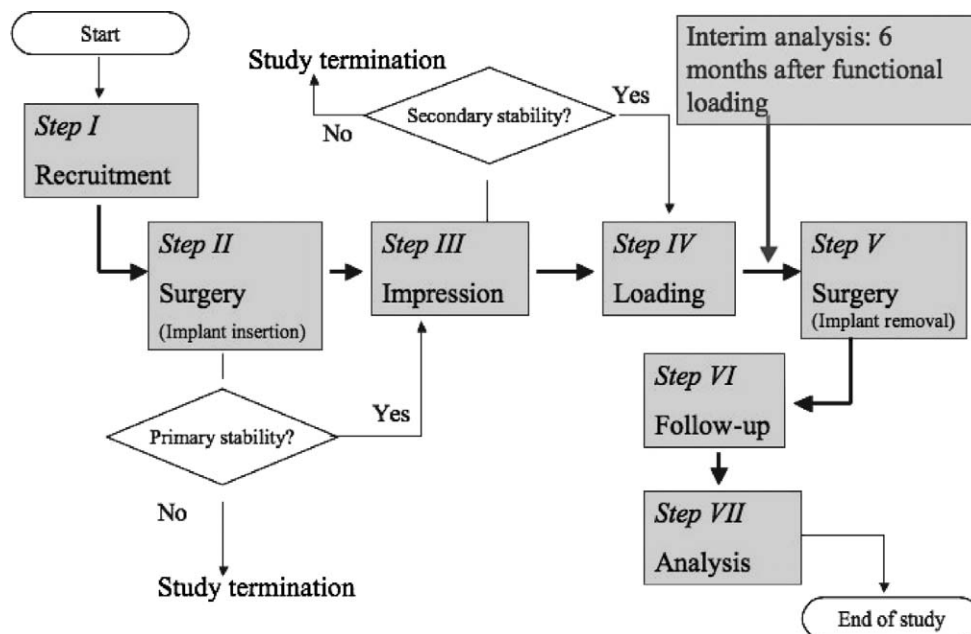 Start
Step I
Recruitment
Step II
Surgery
(Implant insertion)
Primary stability?
No
Study termination
Yes
Step III
Impression
Secondary stability?
No
Study termination
Yes
Step IV
Loading
Interim analysis: 6
months after functional
loading
Step V
Surgery
(Implant removal)
Step VI
Follow-up
Step VII
Analysis
End of study